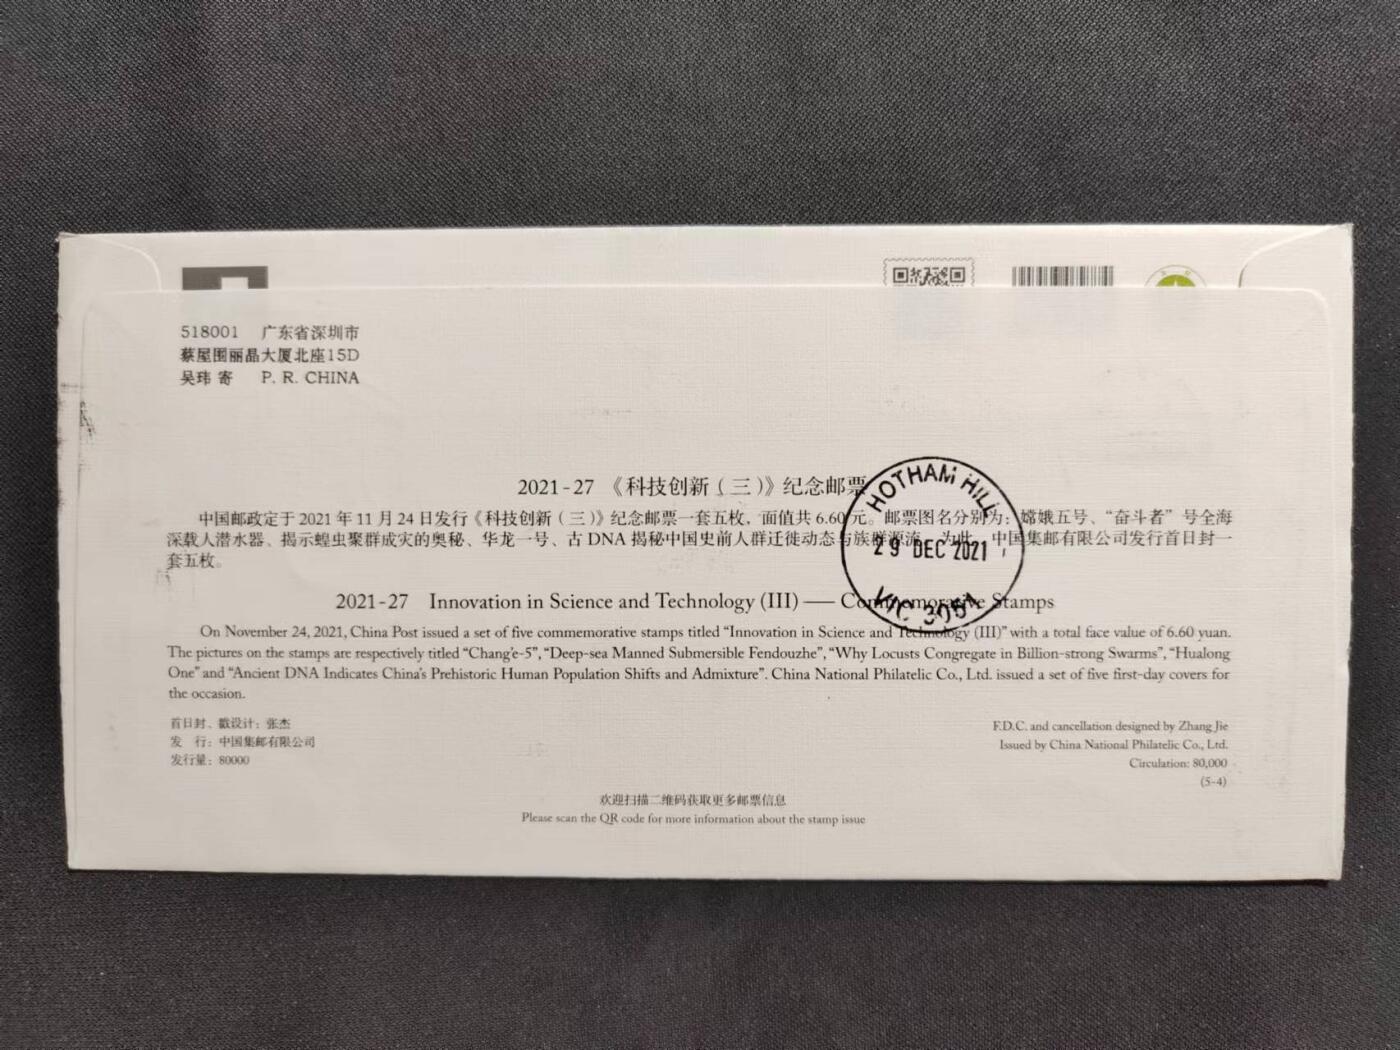 518001 广东省深圳市
蔡屋围丽晶大厦北座15D
吴玮 寄 P. R. CHINA
2021-27 《科技创新（三）》纪念邮票
中国邮政定于 2021 年 11 月 24 日发行《科技创新（三）》纪念邮票一套五枚，面值共 6.60 元。邮票图名分别为：嫦娥五号、“奋斗者”号全海
深载人潜水器、揭示蝗虫聚群成灾的奥秘、华龙一号、古 DNA 揭秘中国史前人群迁徙动态与族群源流。为此，中国集邮有限公司发行首日封一
套五枚。
HOTHAM HILL
29 DEC 2021
VIC 3051
2021-27 Innovation in Science and Technology (III) —— Commemorative Stamps
On November 24, 2021, China Post issued a set of five commemorative stamps titled “Innovation in Science and Technology (III)” with a total face value of 6.60 yuan.
The pictures on the stamps are respectively titled “Chang’e-5”, “Deep-sea Manned Submersible Fendouzhe”, “Why Locusts Congregate in Billion-strong Swarms”, “Hualong
One” and “Ancient DNA Indicates China’s Prehistoric Human Population Shifts and Admixture”. China National Philatelic Co., Ltd. issued a set of five first-day covers for
the occasion.
首日封、戳设计：张杰
发 行：中国集邮有限公司
发行量：80000
F.D.C. and cancellation designed by Zhang Jie
Issued by China National Philatelic Co., Ltd.
Circulation: 80,000
(5-4)
欢迎扫描二维码获取更多邮票信息
Please scan the QR code for more information about the stamp issue